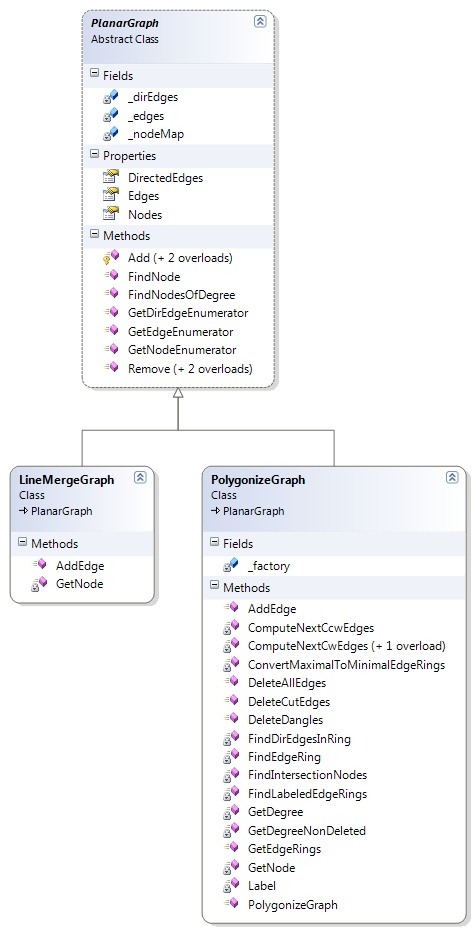 PlanarGraph
Abstract Class
Fields
_dirEdges
_edges
_nodeMap
Properties
DirectedEdges
Edges
Nodes
Methods
Add (+ 2 overloads)
FindNode
FindNodesOfDegree
GetDirEdgeEnumerator
GetEdgeEnumerator
GetNodeEnumerator
Remove (+ 2 overloads)
LineMergeGraph
Class
PlanarGraph
Methods
AddEdge
GetNode
PolygonizeGraph
Class
PlanarGraph
Fields
_factory
Methods
AddEdge
ComputeNextCcwEdges
ComputeNextCwEdges (+ 1 overload)
ConvertMaximalToMinimalEdgeRings
DeleteAllEdges
DeleteCutEdges
DeleteDangles
FindDirEdgesInRing
FindEdgeRing
FindIntersectionNodes
FindLabeledEdgeRings
GetDegree
GetDegreeNonDeleted
GetEdgeRings
GetNode
Label
PolygonizeGraph